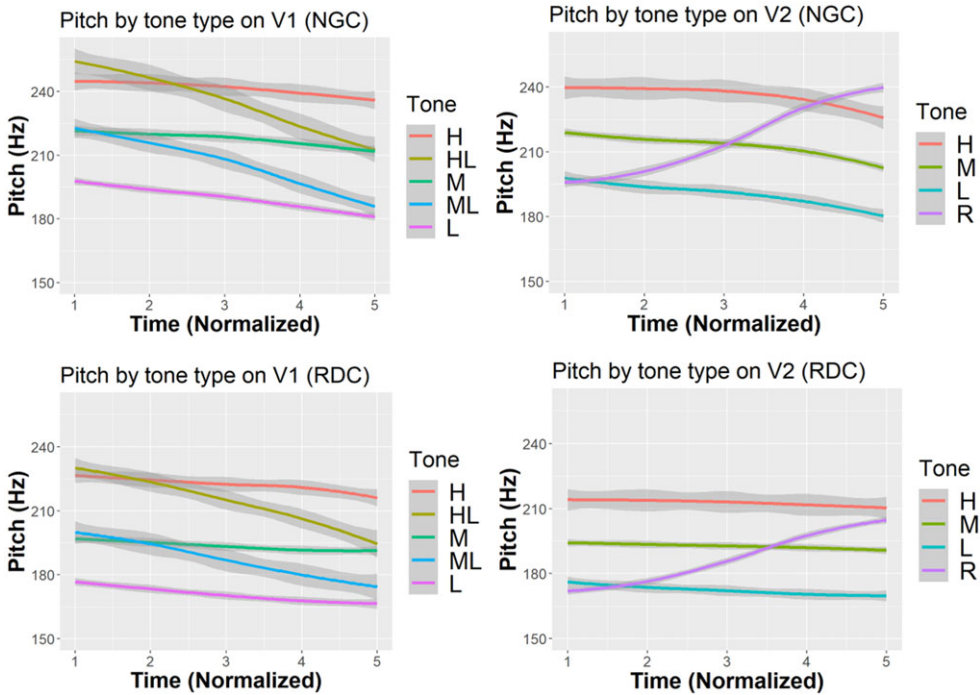 Pitch by tone type on V1 (NGC)
Pitch (Hz)
240
210
180
150
1 2 3 4 5
Time (Normalized)
Tone
H
HL
M
ML
L
Pitch by tone type on V2 (NGC)
Pitch (Hz)
240
210
180
150
1 2 3 4 5
Time (Normalized)
Tone
H
M
L
R
Pitch by tone type on V1 (RDC)
Pitch (Hz)
240
210
180
150
1 2 3 4 5
Time (Normalized)
Tone
H
HL
M
ML
L
Pitch by tone type on V2 (RDC)
Pitch (Hz)
240
210
180
150
1 2 3 4 5
Time (Normalized)
Tone
H
M
L
R